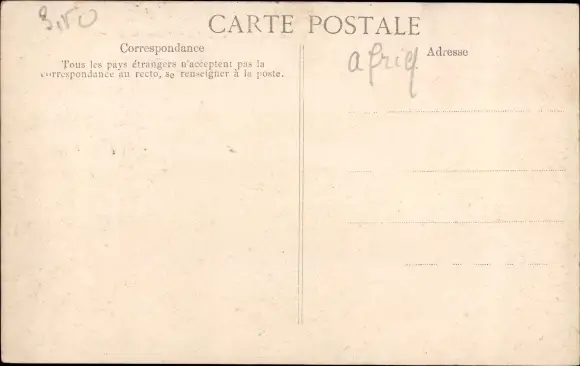 3,50
CARTE POSTALE
Correspondance
Tous les pays étrangers n'acceptent pas la
correspondance au recto, se renseigner à la poste.
afriq
Adresse